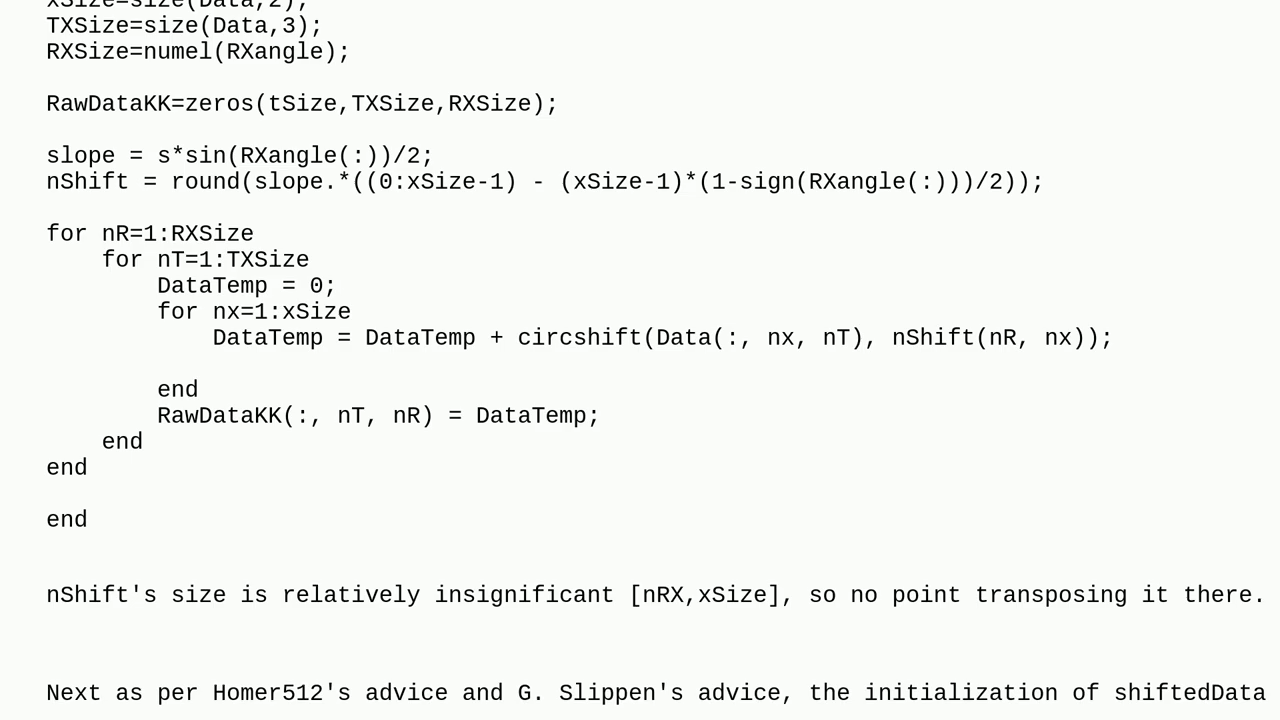 xSize=size(Data,2);
TXSize=size(Data,3);
RXSize=numel(RXangle);
RawDataKK=zeros(tSize,TXSize,RXSize);
slope = s*sin(RXangle(:))/2;
nShift = round(slope.*((0:xSize-1) - (xSize-1)*(1-sign(RXangle(:)))/2));
for nR=1:RXSize
for nT=1:TXSize
DataTemp = 0;
for nx=1:xSize
DataTemp = DataTemp + circshift(Data(:, nx, nT), nShift(nR, nx));
end
RawDataKK(:, nT, nR) = DataTemp;
end
end
end
nShift's size is relatively insignificant [nRX,xSize], so no point transposing it there.
Next as per Homer512's advice and G. Slippen's advice, the initialization of shiftedData